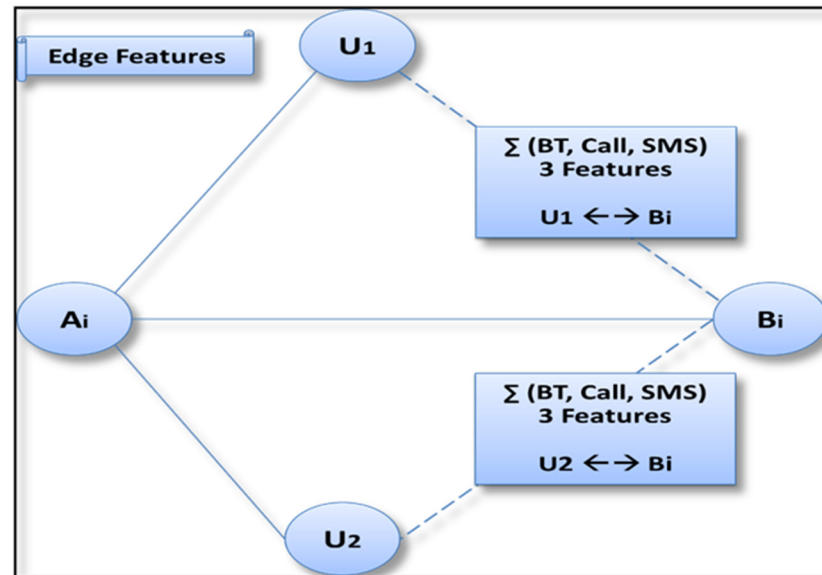 Edge Features
U1
∑ (BT, Call, SMS)
3 Features
U1 ←→ Bi
Ai
Bi
∑ (BT, Call, SMS)
3 Features
U2 ←→ Bi
U2